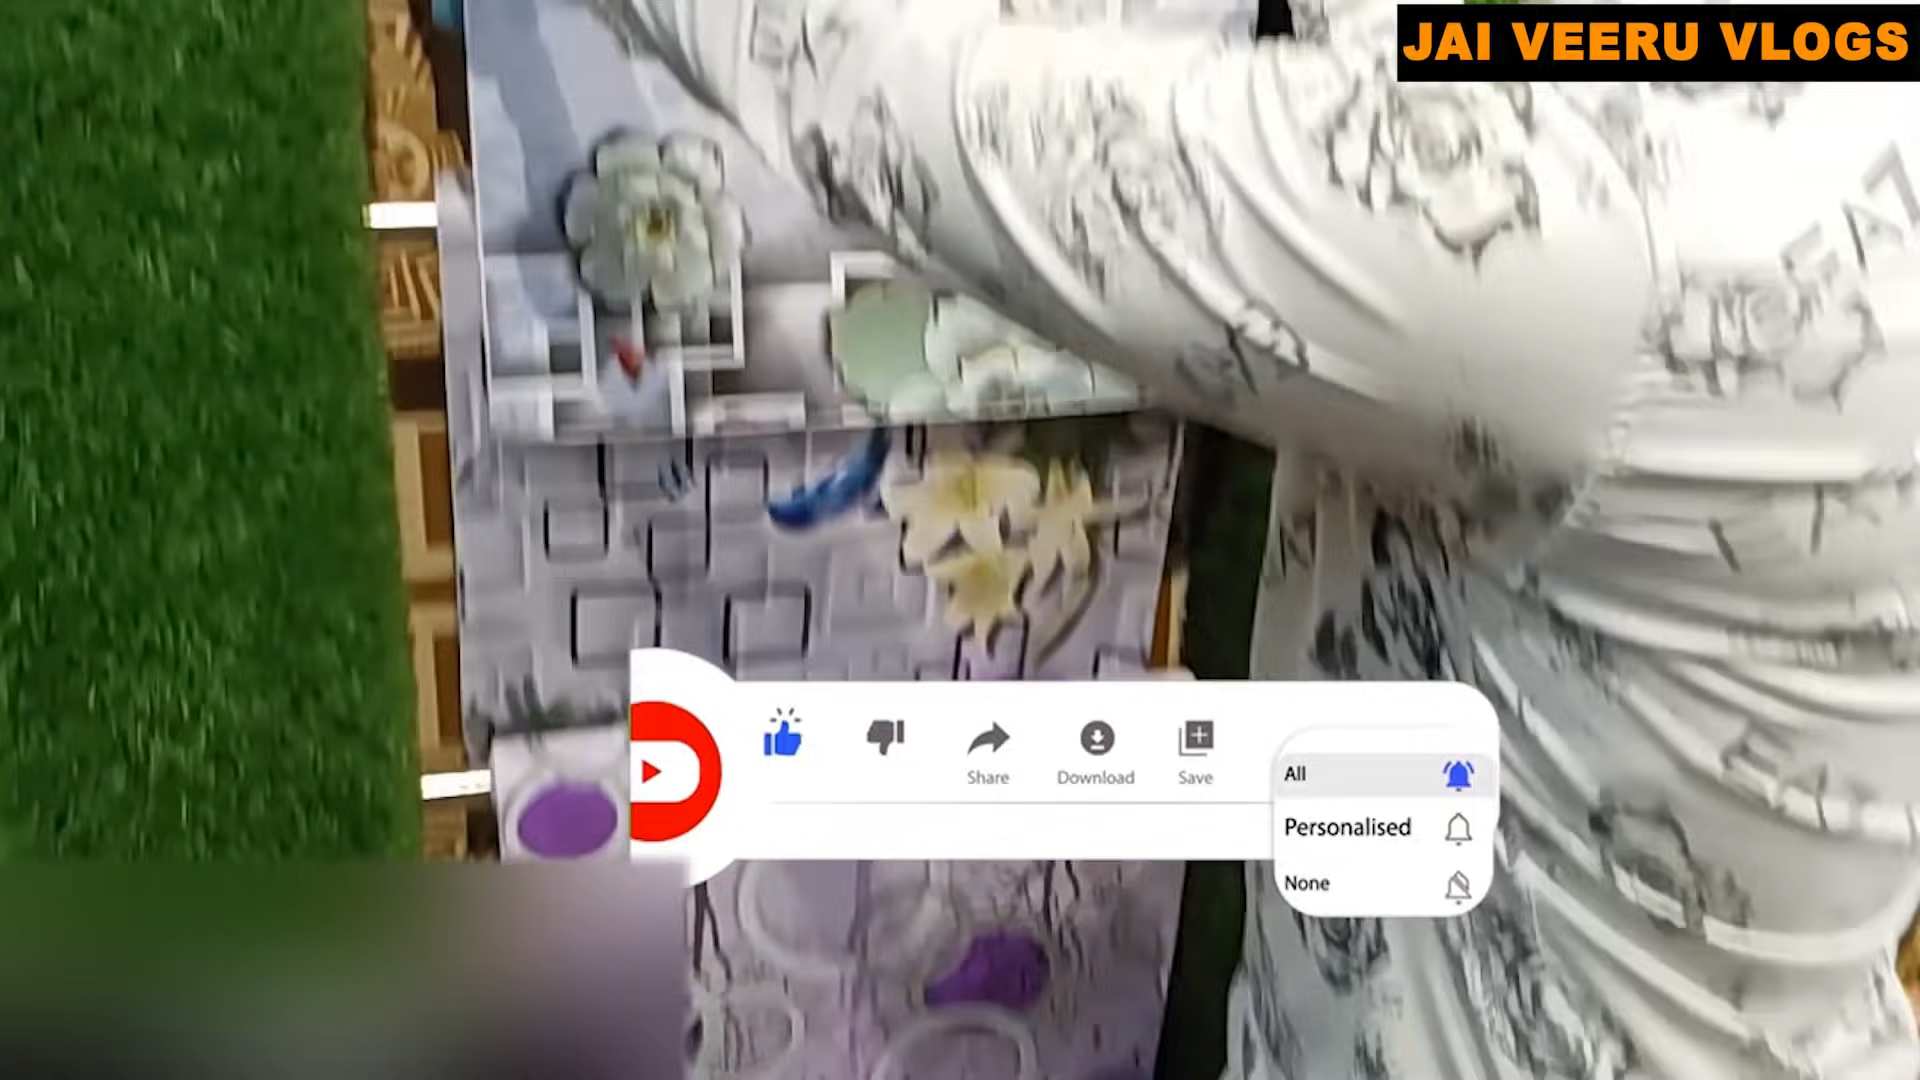 JAI VEERU VLOGS
Share
Download
Save
All
Personalised
None